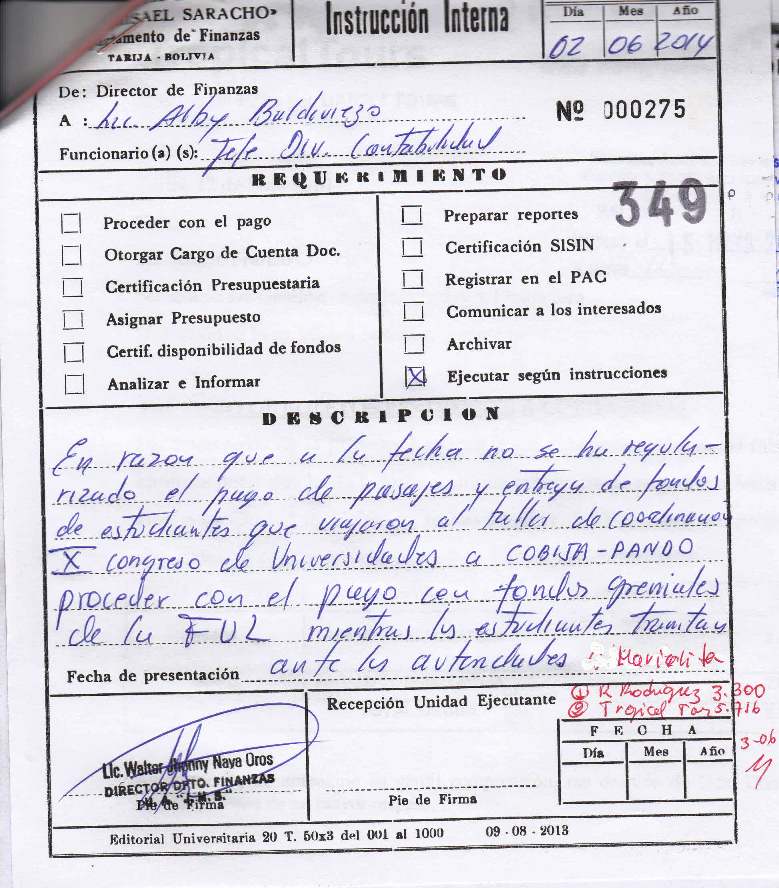 ISAEL SARACHO»
amento de Finanzas
TARIJA - BOLIVIA
Instrucción Interna
Día Mes Año
02 06 2014
De: Director de Finanzas
A : Lic. Alby Baldiviezo
Nº 000275
Funcionario(a) (s): Jefe Div. Contabilidad
REQUERIMIENTO
349
Proceder con el pago
Otorgar Cargo de Cuenta Doc.
Certificación Presupuestaria
Asignar Presupuesto
Certif. disponibilidad de fondos
Analizar e Informar
Preparar reportes
Certificación SISIN
Registrar en el PAC
Comunicar a los interesados
Archivar
X Ejecutar según instrucciones
DESCRIPCION
En razon que a la fecha no se ha regula-
rizado el pago de pasajes y entrega de fondos
de estudiantes que viajaron al taller de coordinacion
X congreso de Universidades a COBIJA-PANDO
proceder con el pago con fondos gremiales
de la FUL mientras los estudiantes tramitan
Fecha de presentación ante las autoridades
Mariolita
Recepción Unidad Ejecutante
① R Rodriguez 3.300
② Tropical Tours 5.716
3-06
FECHA
Día Mes Año
Lic. Walter Jhonny Naya Oros
DIRECTOR DPTO. FINANZAS
Pie de Firma
Pie de Firma
Editorial Universitaria 20 T. 50x3 del 001 al 1000 09-08-2013